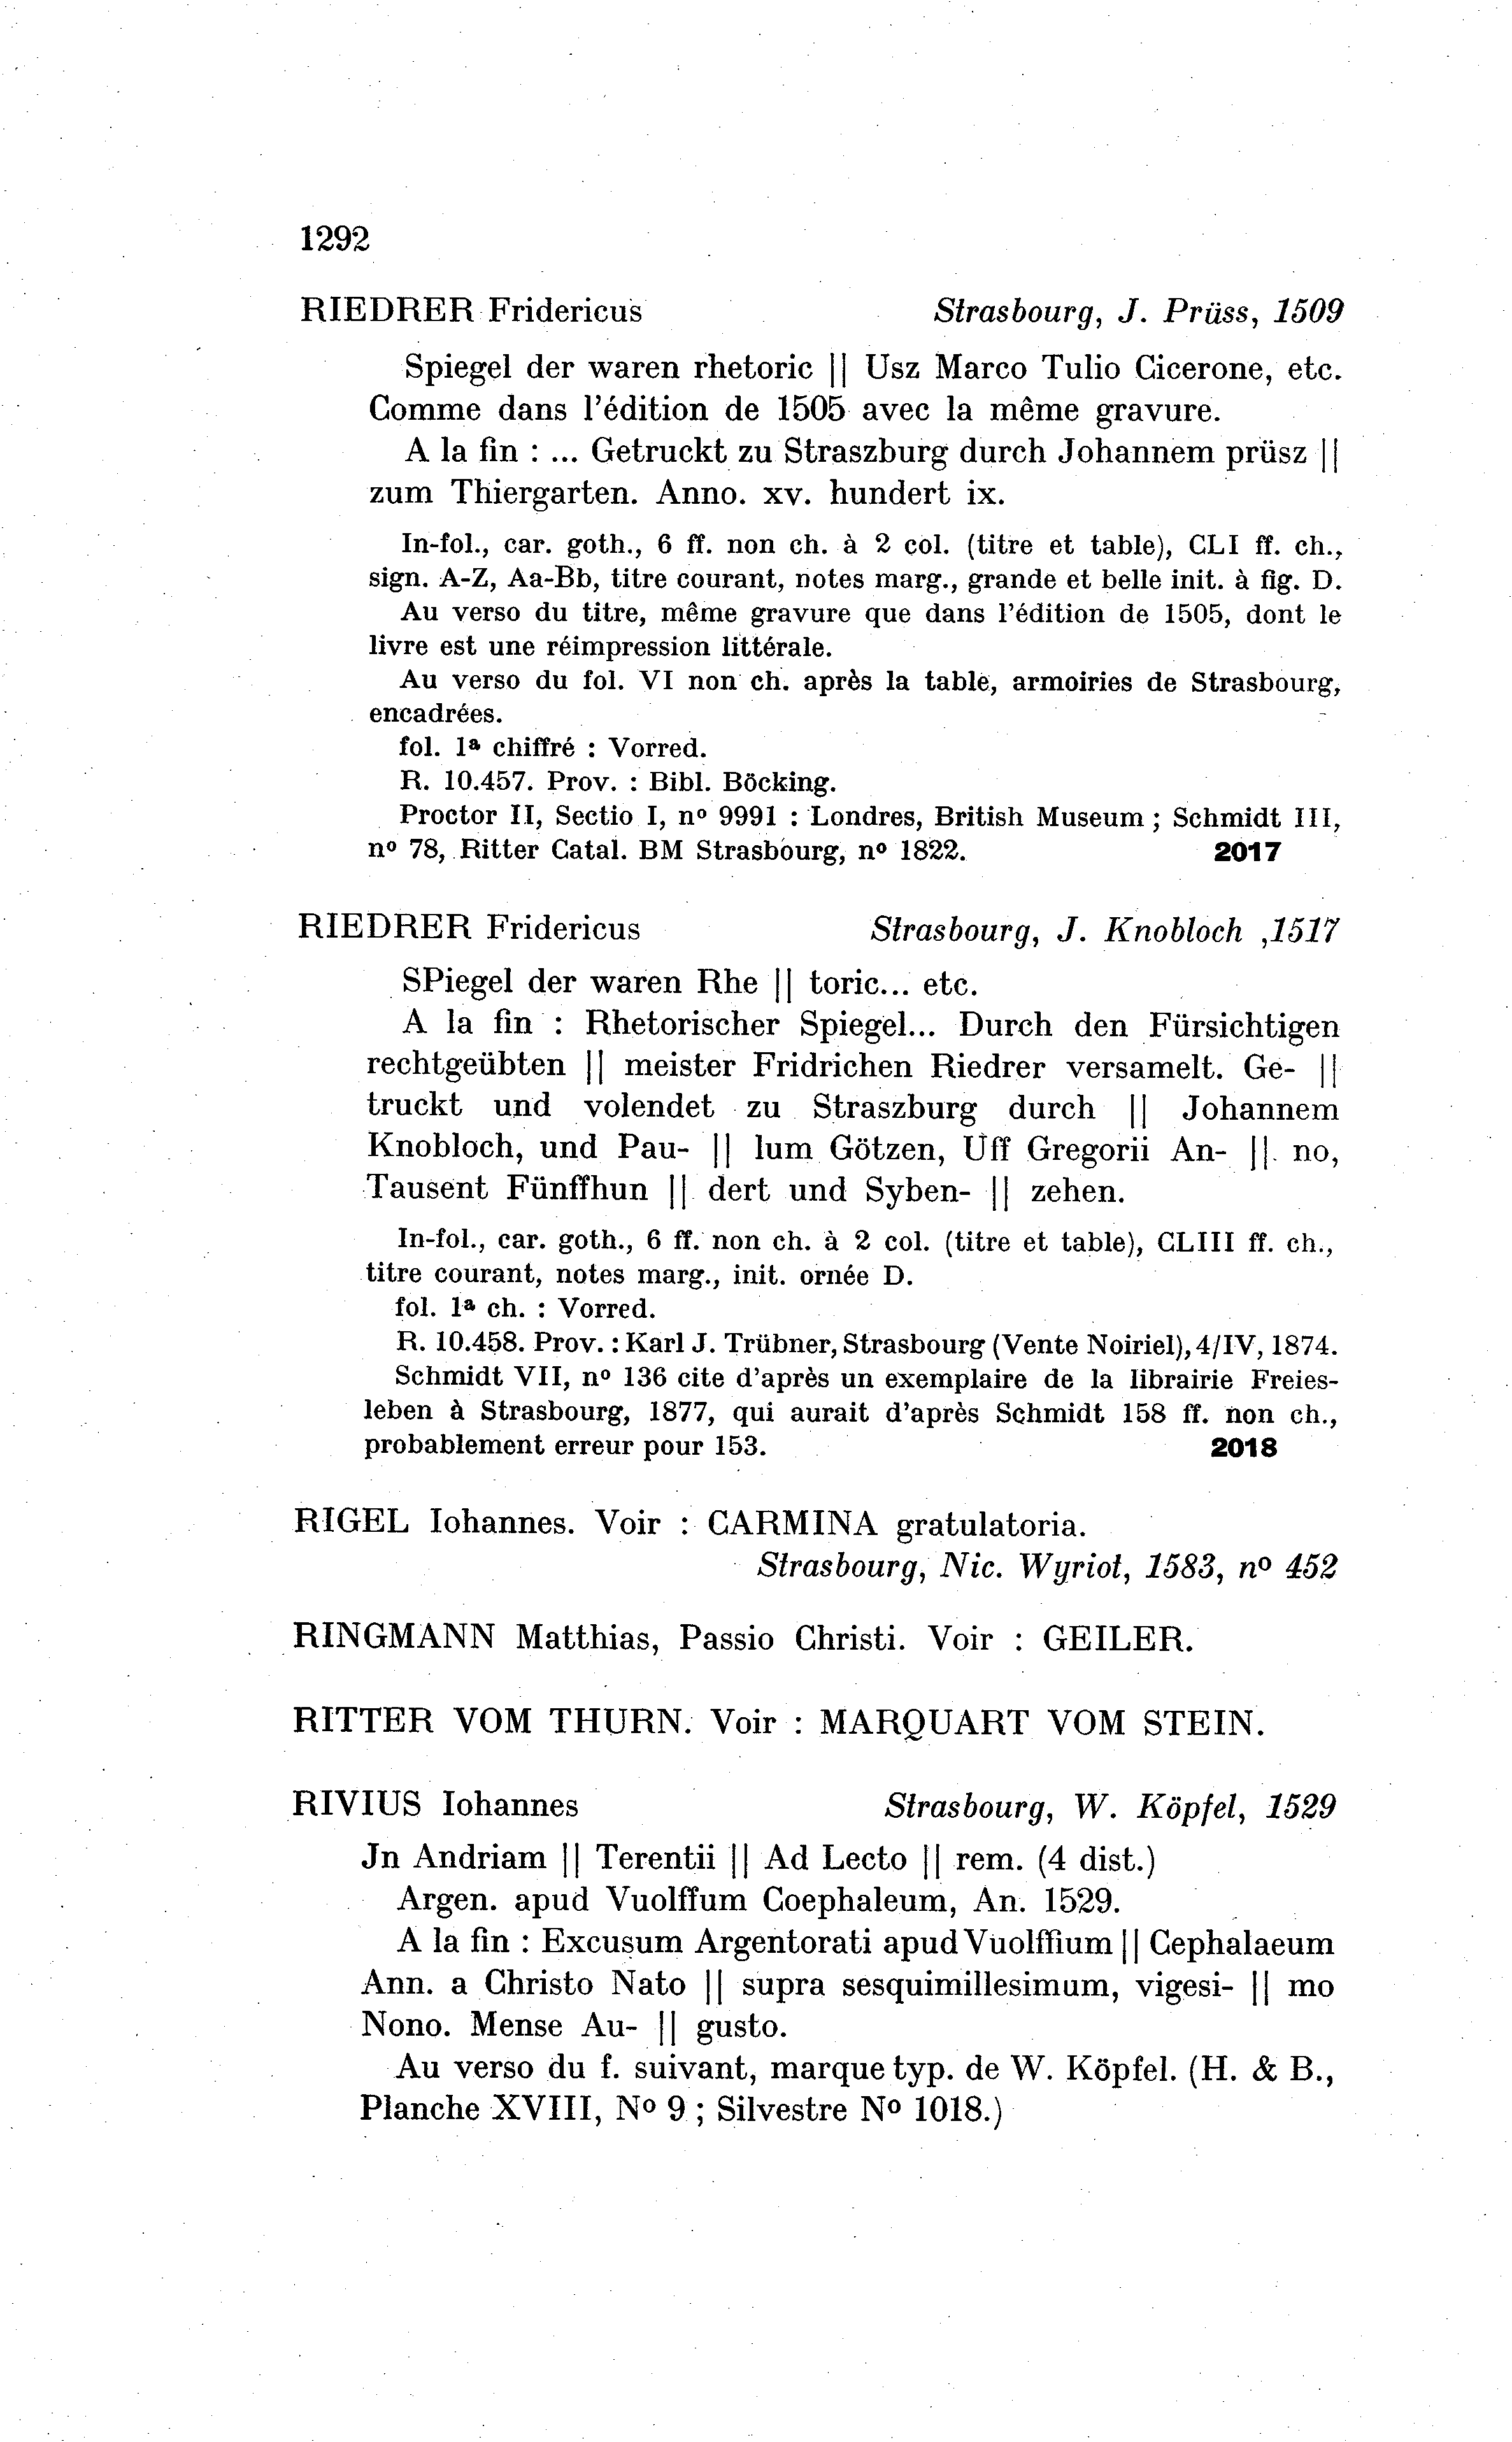 1292
RIEDRER Fridericus Strasbourg, J. Prüss, 1509
Spiegel der waren rhetoric || Usz Marco Tulio Cicerone, etc.
Comme dans l'édition de 1505 avec la même gravure.
A la fin : ... Getruckt zu Straszburg durch Johannem prüsz ||
zum Thiergarten. Anno. xv. hundert ix.
In-fol., car. goth., 6 ff. non ch. à 2 col. (titre et table), CLI ff. ch.,
sign. A-Z, Aa-Bb, titre courant, notes marg., grande et belle init. à fig. D.
Au verso du titre, même gravure que dans l'édition de 1505, dont le
livre est une réimpression littérale.
Au verso du fol. VI non ch. après la table, armoiries de Strasbourg,
encadrées.
fol. 1ª chiffré : Vorred.
R. 10.457. Prov. : Bibl. Böcking.
Proctor II, Sectio I, nº 9991 : Londres, British Museum ; Schmidt III,
nº 78, Ritter Catal. BM Strasbourg, nº 1822. 2017
RIEDRER Fridericus Strasbourg, J. Knobloch ,1517
SPiegel der waren Rhe || toric... etc.
A la fin : Rhetorischer Spiegel... Durch den Fürsichtigen
rechtgeübten || meister Fridrichen Riedrer versamelt. Ge- ||
truckt und volendet zu Straszburg durch || Johannem
Knobloch, und Pau- || lum Götzen, Uff Gregorii An- || no,
Tausent Fünffhun || dert und Syben- || zehen.
In-fol., car. goth., 6 ff. non ch. à 2 col. (titre et table), CLIII ff. ch.,
titre courant, notes marg., init. ornée D.
fol. 1ª ch. : Vorred.
R. 10.458. Prov. : Karl J. Trübner, Strasbourg (Vente Noiriel), 4/IV, 1874.
Schmidt VII, nº 136 cite d'après un exemplaire de la librairie Freies-
leben à Strasbourg, 1877, qui aurait d'après Schmidt 158 ff. non ch.,
probablement erreur pour 153. 2018
RIGEL Iohannes. Voir : CARMINA gratulatoria.
Strasbourg, Nic. Wyriot, 1583, nº 452
RINGMANN Matthias, Passio Christi. Voir : GEILER.
RITTER VOM THURN. Voir : MARQUART VOM STEIN.
RIVIUS Iohannes Strasbourg, W. Köpfel, 1529
Jn Andriam || Terentii || Ad Lecto || rem. (4 dist.)
Argen. apud Vuolffum Coephaleum, An. 1529.
A la fin : Excusum Argentorati apud Vuolffium || Cephalaeum
Ann. a Christo Nato || supra sesquimillesimum, vigesi- || mo
Nono. Mense Au- || gusto.
Au verso du f. suivant, marque typ. de W. Köpfel. (H. & B.,
Planche XVIII, Nº 9 ; Silvestre Nº 1018.)